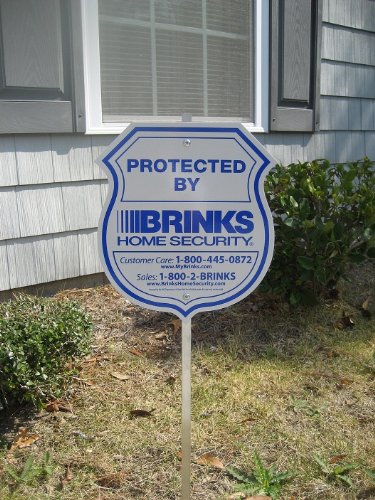 PROTECTED
BY
BRINKS
HOME SECURITY®
Customer Care: 1-800-445-0872
www.MyBrinks.com
Sales: 1-800-2-BRINKS
www.BrinksHomeSecurity.com